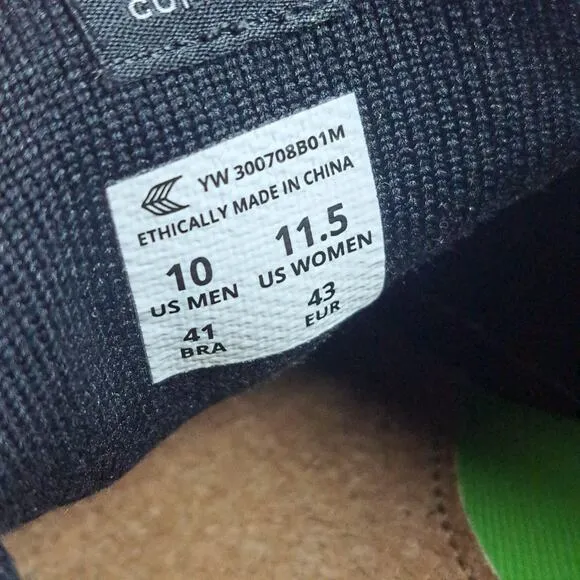 YW 300708B01M
ETHICALLY MADE IN CHINA
10 11.5
US MEN US WOMEN
41 43
BRA EUR